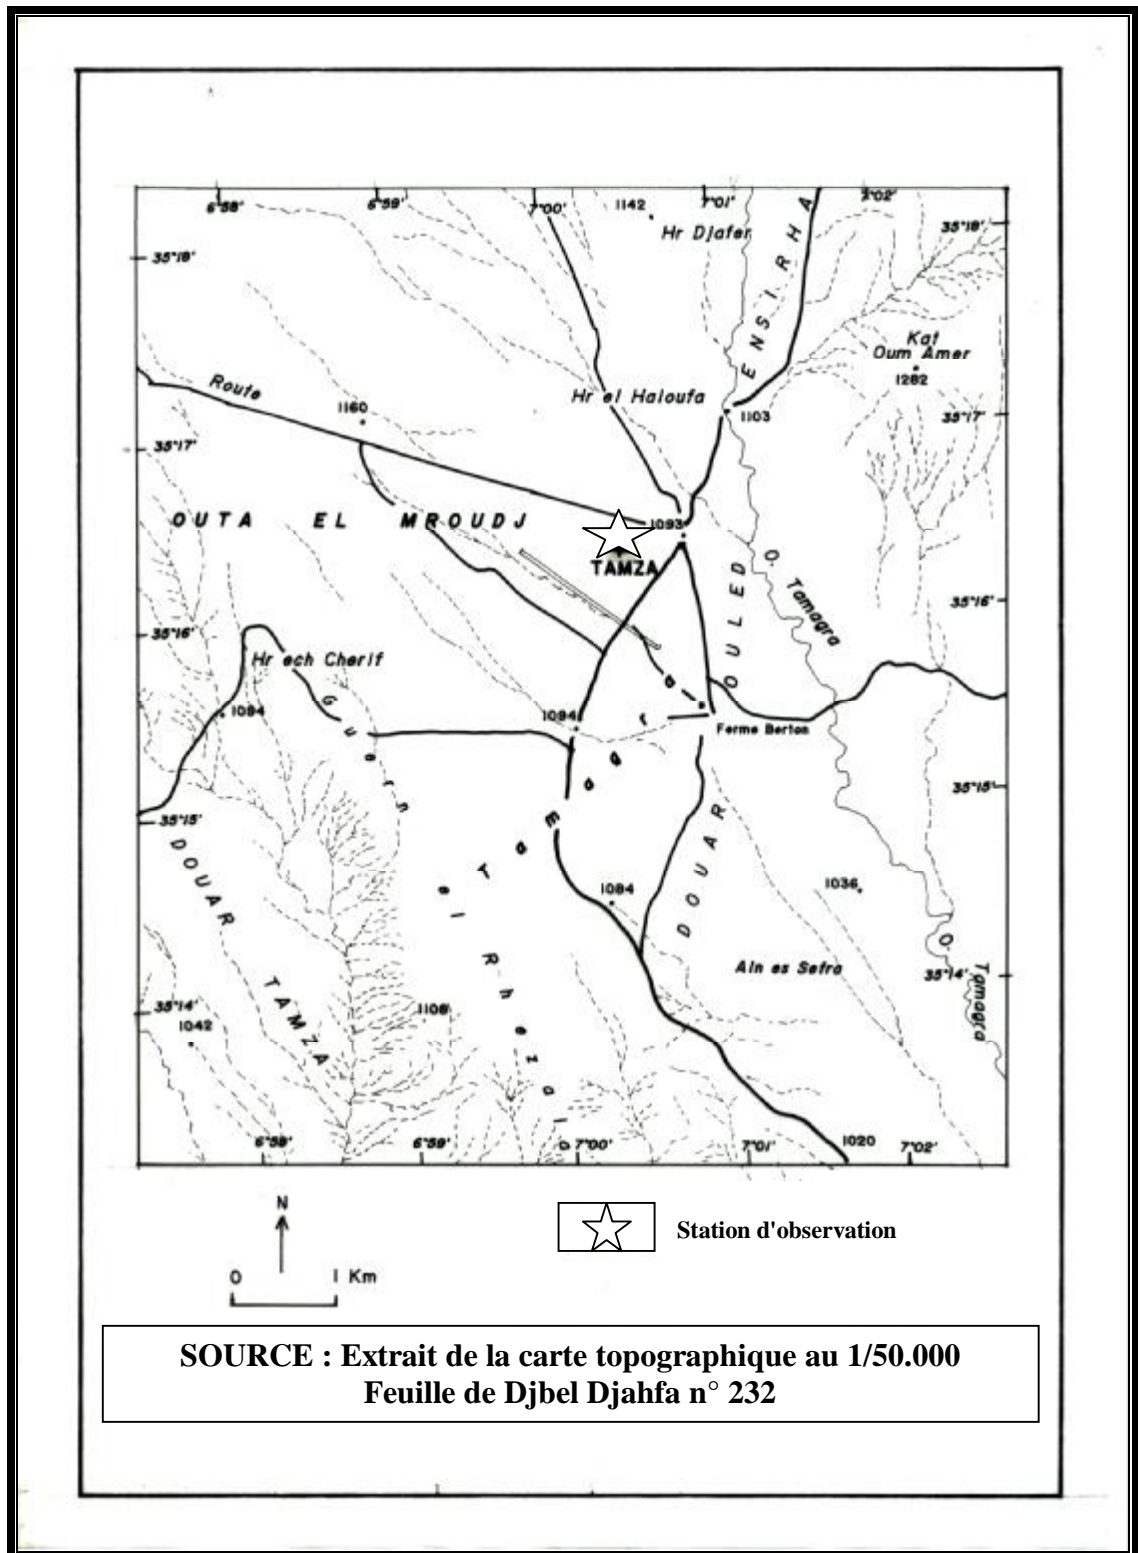 6°58' 6°59' 7°00' 1142 7°01' 7°02'
Hr Djafer
35°18' 35°18'
ENSIRHA
Kaf
Oum Amer
1282
Route
Hr el Haloufa
1160 1103
35°17' 35°17'
OUTA EL MROUDJ
1093
TAMZA
OULED
O. Tamagra
35°16' 35°16'
Hr ech Cherif
1094
1094
Guern el Rhezala
Ferme Berton
35°15' 35°15'
DOUAR TAMZA
DOUAR
1084
1036
Ain es Sefra
35°14' 35°14'
O. Tamagra
1108
1042
6°58' 6°59' 7°00' 7°01' 1020 7°02'
N
0 1 Km
Station d'observation
SOURCE : Extrait de la carte topographique au 1/50.000
Feuille de Djbel Djahfa n° 232